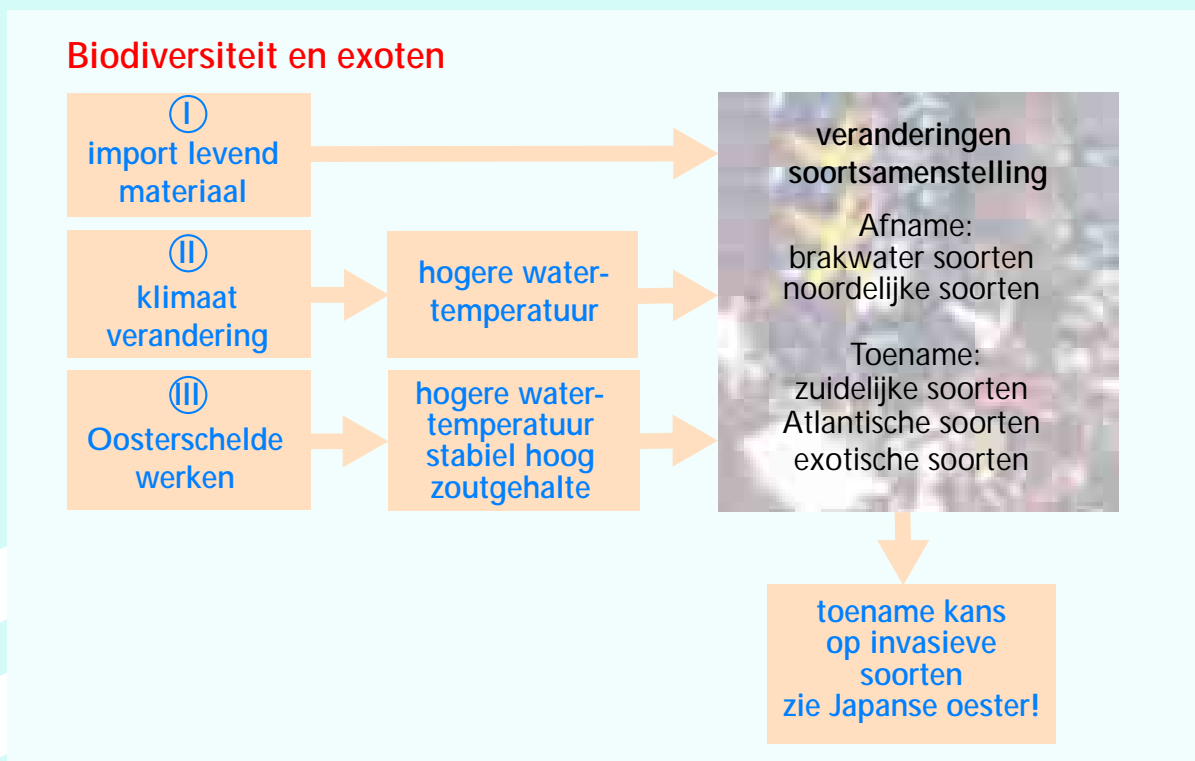 Biodiversiteit en exoten
I
import levend
materiaal
II
klimaat
verandering
hogere water-
temperatuur
III
Oosterschelde
werken
hogere water-
temperatuur
stabiel hoog
zoutgehalte
veranderingen
soortsamenstelling
Afname:
brakwater soorten
noordelijke soorten
Toename:
zuidelijke soorten
Atlantische soorten
exotische soorten
toename kans
op invasieve
soorten
zie Japanse oester!